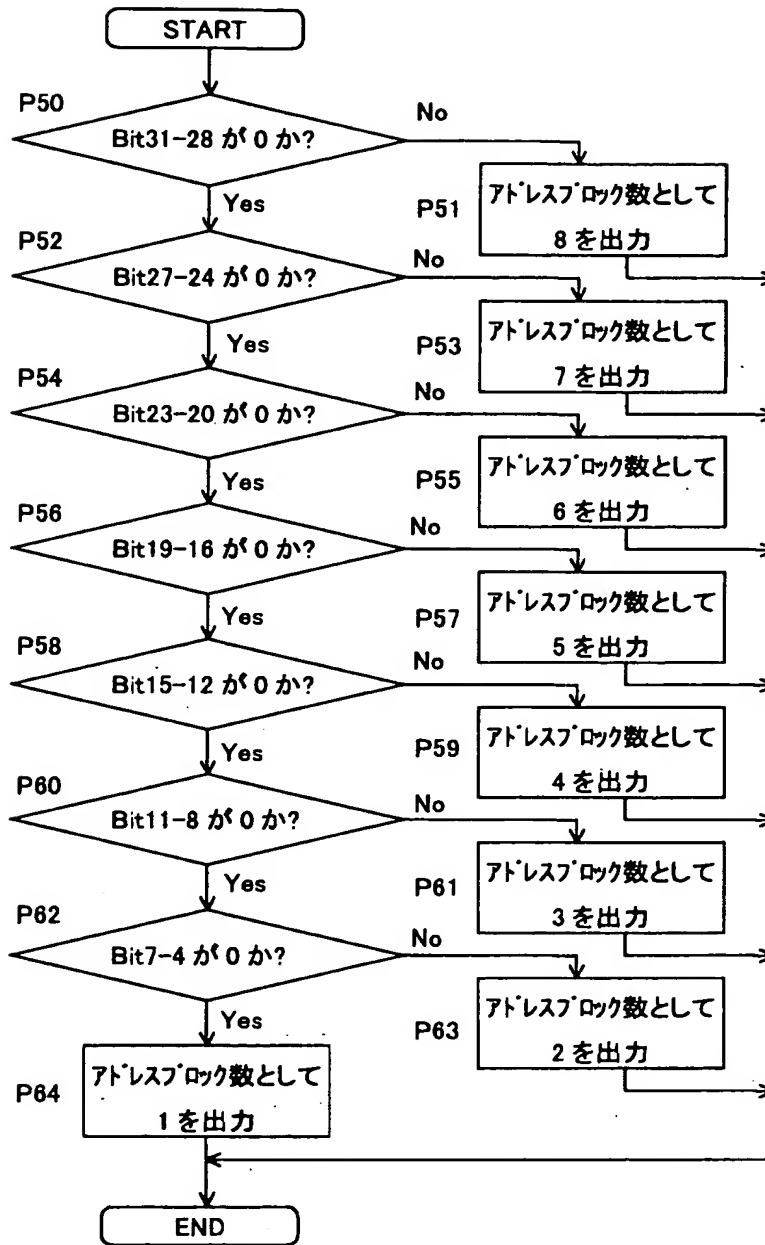 START
P50
Bit31-28 が 0 か?
No
Yes
P51
アドレスブロック数として
8 を出力
P52
Bit27-24 が 0 か?
No
Yes
P53
アドレスブロック数として
7 を出力
P54
Bit23-20 が 0 か?
No
Yes
P55
アドレスブロック数として
6 を出力
P56
Bit19-16 が 0 か?
No
Yes
P57
アドレスブロック数として
5 を出力
P58
Bit15-12 が 0 か?
No
Yes
P59
アドレスブロック数として
4 を出力
P60
Bit11-8 が 0 か?
No
Yes
P61
アドレスブロック数として
3 を出力
P62
Bit7-4 が 0 か?
No
Yes
P63
アドレスブロック数として
2 を出力
P64
アドレスブロック数として
1 を出力
END